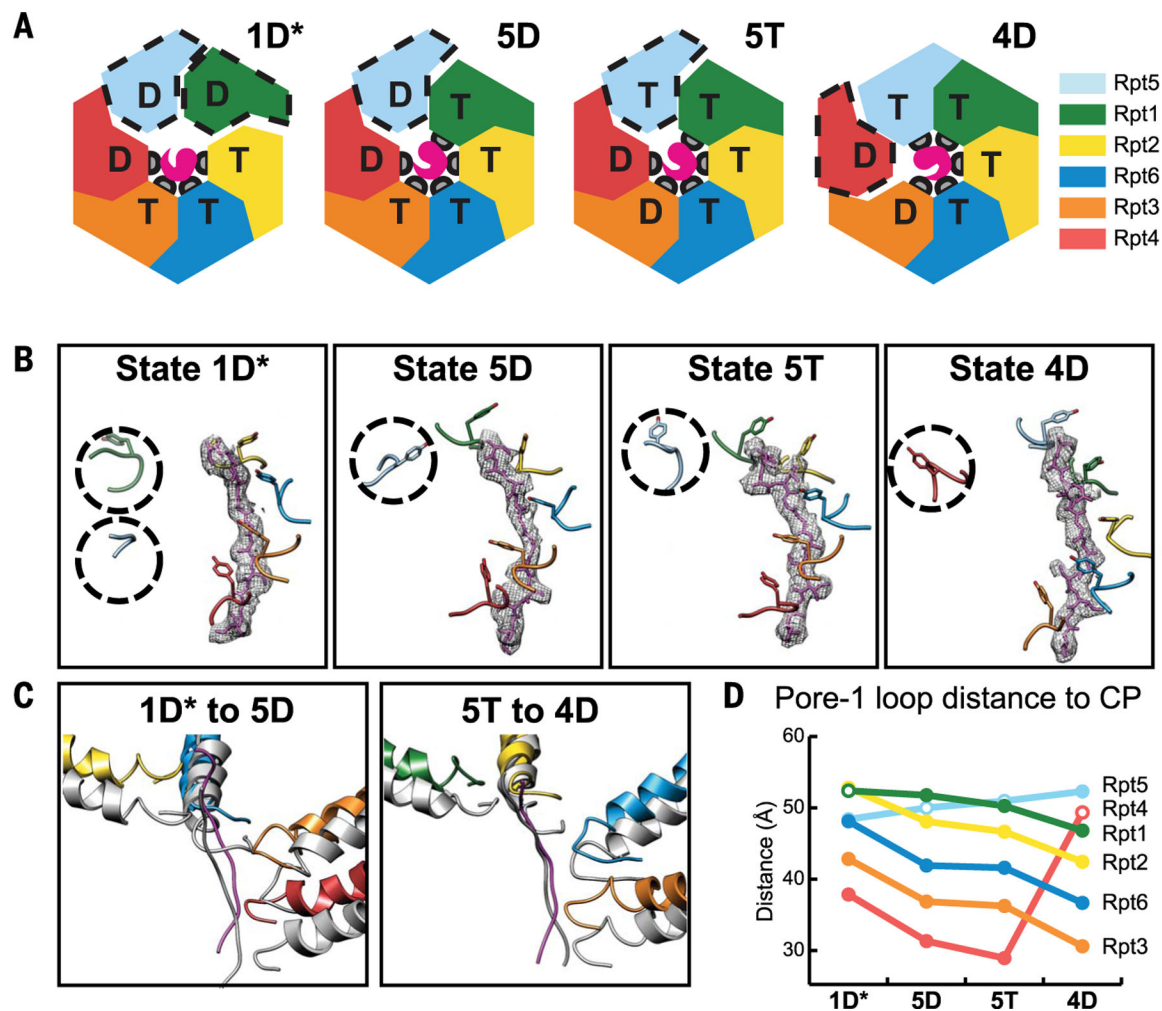 A
1D*
5D
5T
4D
D D D T T T
D T D T T T
T T T D T
T T D T D T
Rpt5
Rpt1
Rpt2
Rpt6
Rpt3
Rpt4
B
State 1D*
State 5D
State 5T
State 4D
C
1D* to 5D
5T to 4D
D Pore-1 loop distance to CP
Distance (Å)
60
50
40
30
Rpt5
Rpt4
Rpt1
Rpt2
Rpt6
Rpt3
1D* 5D 5T 4D